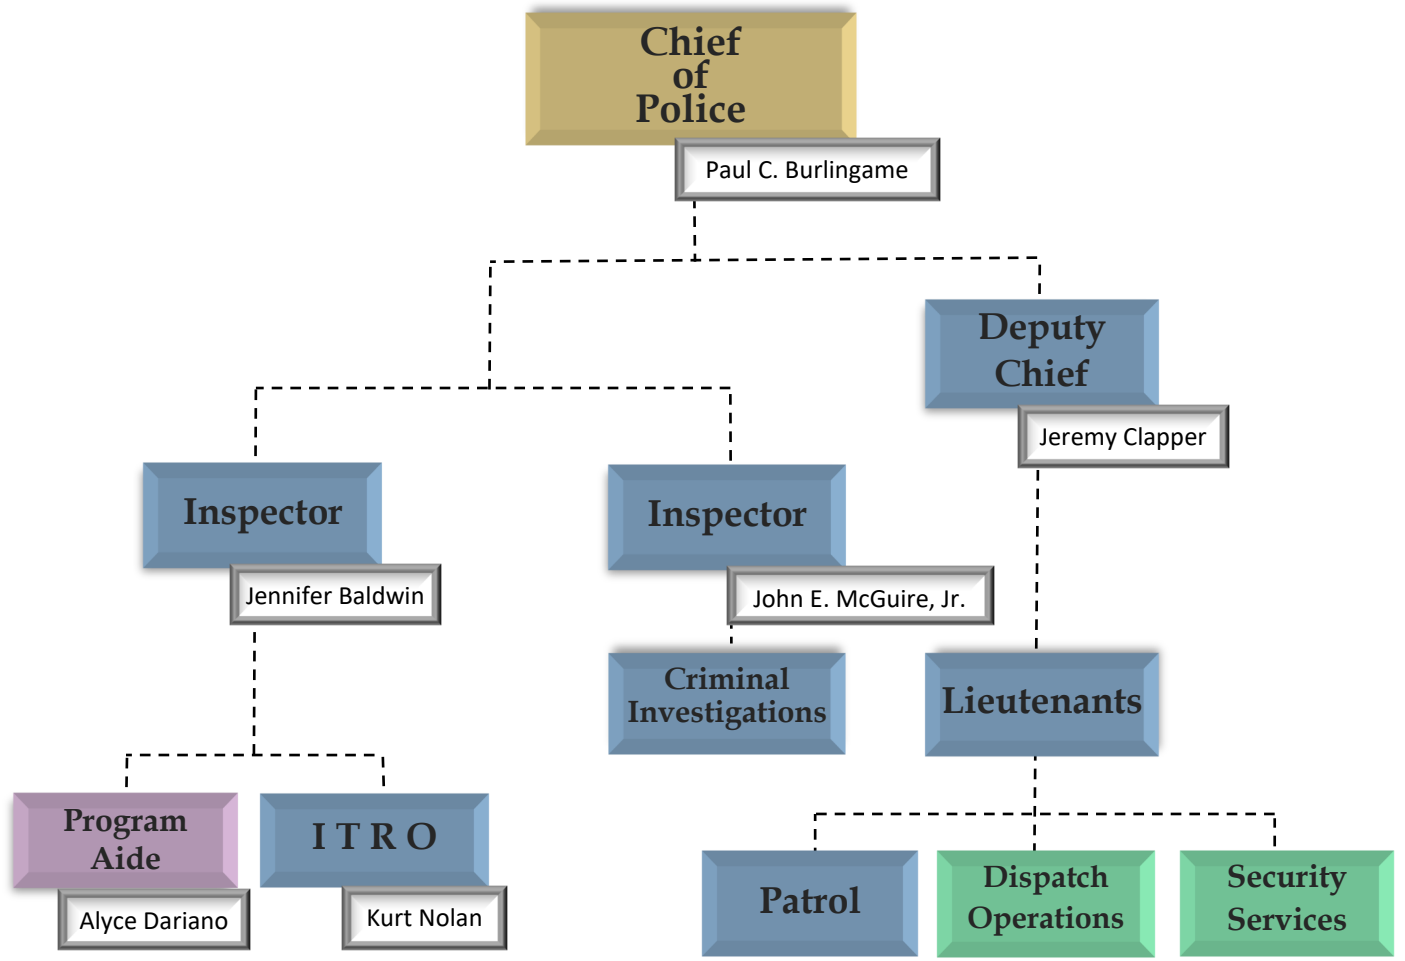 Chief
of
Police
Paul C. Burlingame
Deputy
Chief
Jeremy Clapper
Inspector
Jennifer Baldwin
Inspector
John E. McGuire, Jr.
Criminal
Investigations
Lieutenants
Program
Aide
Alyce Dariano
I T R O
Kurt Nolan
Patrol
Dispatch
Operations
Security
Services